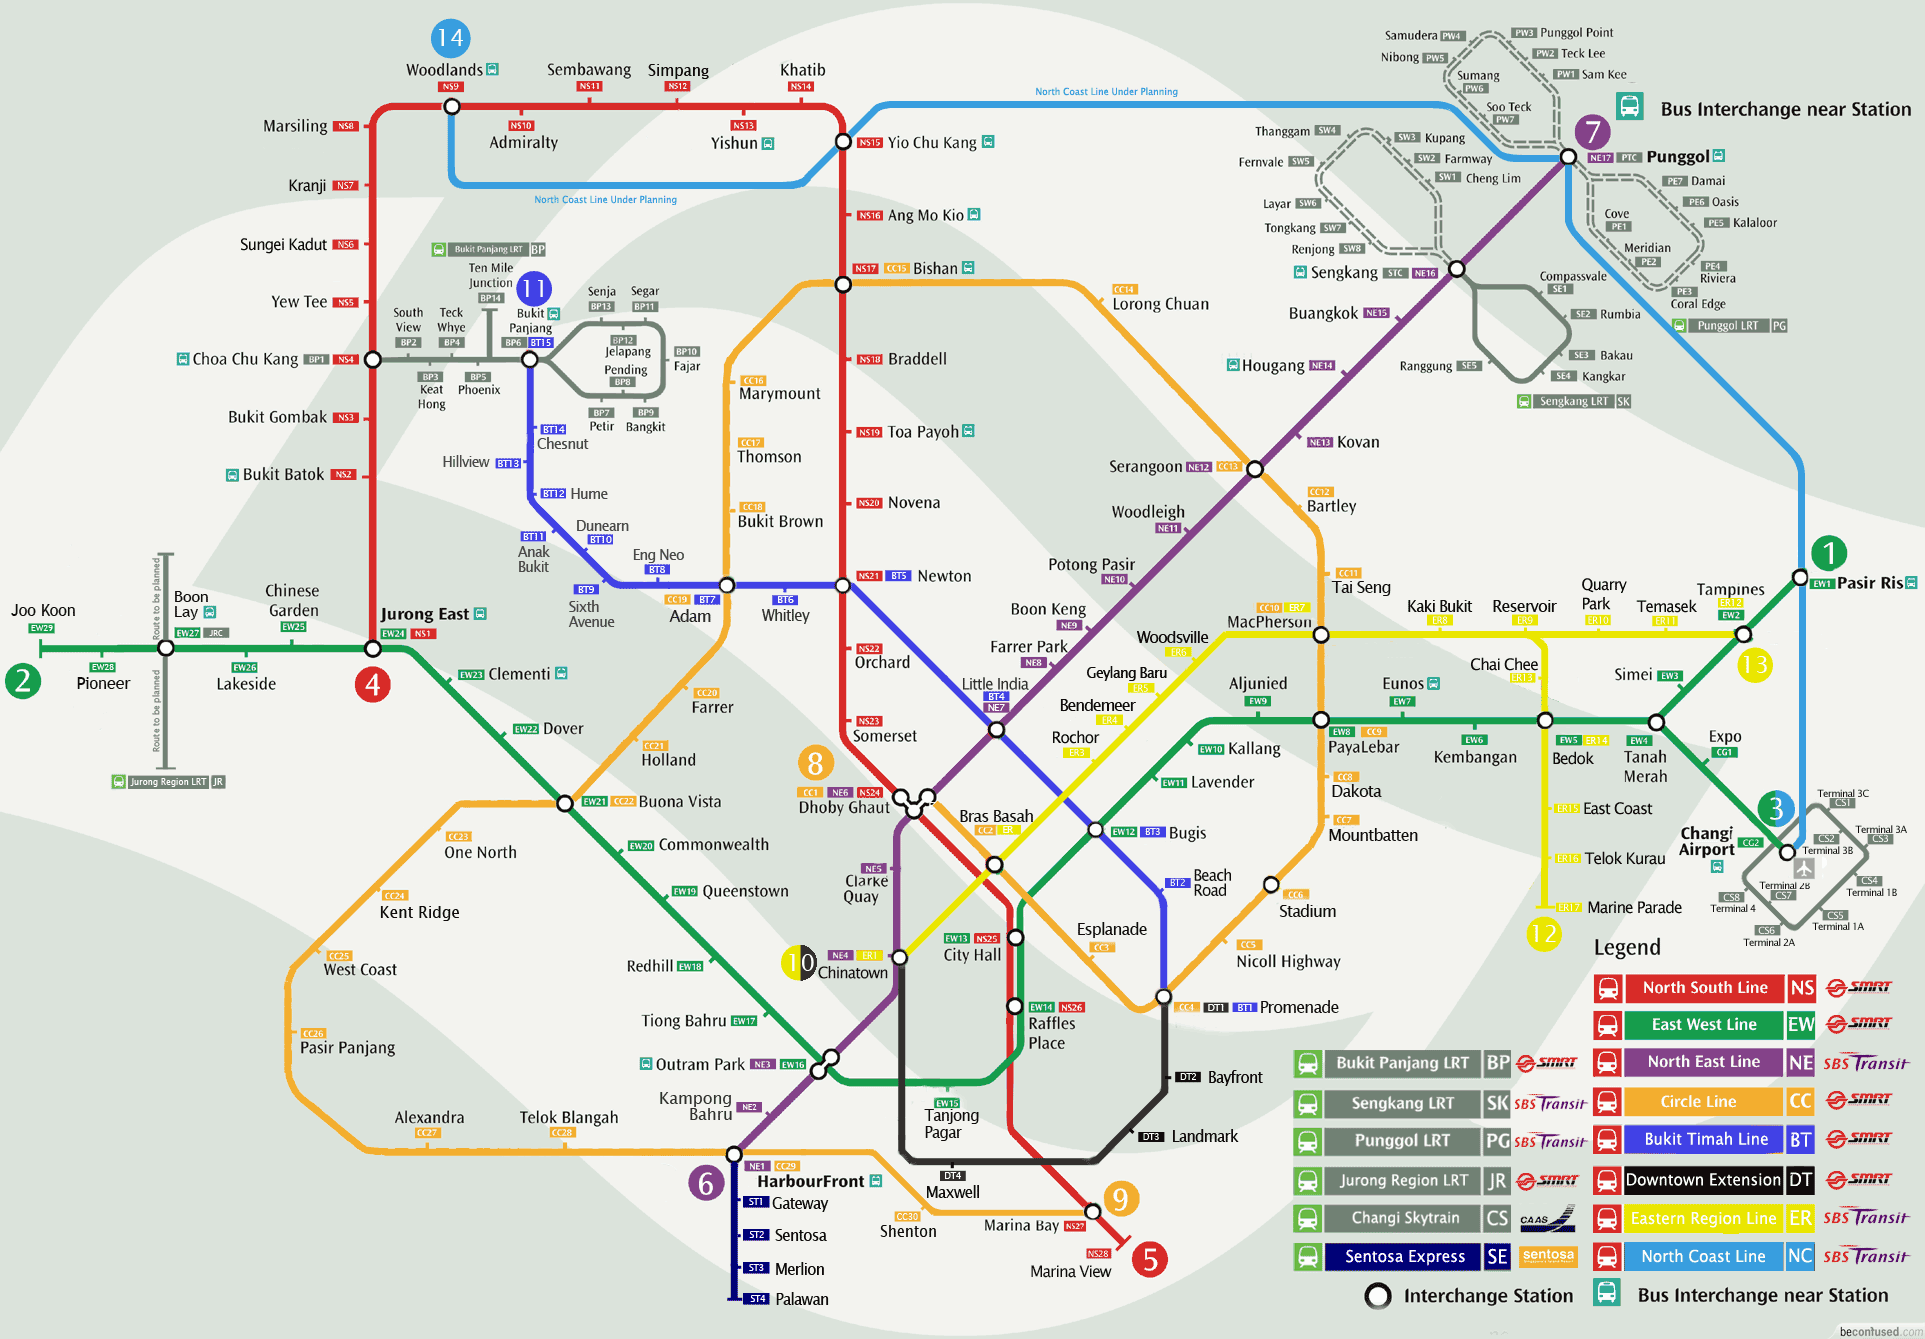 14
Woodlands
NS9
NS10
Admiralty
Sembawang
NS11
Simpang
NS12
NS13
Yishun
Khatib
NS14
NS15 Yio Chu Kang
North Coast Line Under Planning
North Coast Line Under Planning
Marsiling NS8
Kranji NS7
Sungei Kadut NS6
Yew Tee NS5
Choa Chu Kang BP1 NS4
Bukit Gombak NS3
Bukit Batok NS2
Jurong East
EW24 NS1
4
NS16 Ang Mo Kio
NS17 CC15 Bishan
NS18 Braddell
NS19 Toa Payoh
NS20 Novena
NS21 BT5 Newton
NS22
Orchard
NS23
Somerset
8
CC1 NE6 NS24
Dhoby Ghaut
Bukit Panjang LRT BP
Ten Mile
Junction
BP14
11
Bukit
Panjang
BP6 BT15
South
View
BP2
Teck
Whye
BP4
BP3
Keat
Hong
BP5
Phoenix
Senja
BP13
Segar
BP11
BP12
Jelapang
Pending
BP8
BP10
Fajar
BP7
Petir
BP9
Bangkit
BT14
Chesnut
Hillview BT13
BT12 Hume
BT11
Anak
Bukit
Dunearn
BT10
BT9
Sixth
Avenue
Eng Neo
BT8
CC19 BT7
Adam
BT6
Whitley
CC16
Marymount
CC17
Thomson
CC18
Bukit Brown
CC14
Lorong Chuan
Serangoon NE12 CC13
CC12
Bartley
CC11
Tai Seng
CC10 ER7
MacPherson
Samudera PW4
PW3 Punggol Point
Nibong PW5
PW2 Teck Lee
PW1 Sam Kee
Sumang
PW6
Soo Teck
PW7
7
NE17 PTC Punggol
Bus Interchange near Station
Thanggam SW4
SW3 Kupang
Fernvale SW5
SW2 Farmway
SW1 Cheng Lim
Layar SW6
Tongkang SW7
Renjong SW8
Sengkang STC NE16
PE7 Damai
PE6 Oasis
PE5 Kalaloor
Cove
PE1
Meridian
PE2
PE4
Riviera
PE3
Coral Edge
Punggol LRT PG
Compassvale
SE1
SE2 Rumbia
SE3 Bakau
SE4 Kangkar
Ranggung SE5
Sengkang LRT SK
Buangkok NE15
Hougang NE14
NE13 Kovan
Woodleigh
NE11
Potong Pasir
NE10
Boon Keng
NE9
Farrer Park
NE8
Little India
BT4
NE7
Joo Koon
EW29
2
EW28
Pioneer
Route to be planned
Route to be planned
Boon
Lay
EW27 JRC
Jurong Region LRT JR
EW26
Lakeside
Chinese
Garden
EW25
EW23 Clementi
EW22 Dover
EW21 CC22 Buona Vista
EW20 Commonwealth
EW19 Queenstown
Redhill EW18
Tiong Bahru EW17
Outram Park NE3 EW16
CC20
Farrer
CC21
Holland
CC23
One North
CC24
Kent Ridge
CC25
West Coast
CC26
Pasir Panjang
Alexandra
CC27
Telok Blangah
CC28
Kampong
Bahru NE2
NE1 CC29
HarbourFront
6
ST1 Gateway
ST2 Sentosa
ST3 Merlion
ST4 Palawan
CC30
Shenton
Marina Bay NS27
9
NS28
Marina View
5
NE5
Clarke
Quay
10
NE4 ER1
Chinatown
Bras Basah
CC2 ER
Rochor
ER3
Bendemeer
ER4
Geylang Baru
ER5
Woodsville
ER6
EW12 BT3 Bugis
BT2 Beach
Road
EW13 NS25
City Hall
EW14 NS26
Raffles
Place
EW15
Tanjong
Pagar
Esplanade
CC3
CC4 DT1 BT1 Promenade
DT2 Bayfront
DT3 Landmark
DT4
Maxwell
CC5
Nicoll Highway
CC6
Stadium
CC7
Mountbatten
CC8
Dakota
EW8 CC9
PayaLebar
EW11 Lavender
EW10 Kallang
Aljunied
EW9
Eunos
EW7
EW6
Kembangan
EW5 ER14
Bedok
EW4
Tanah
Merah
Simei EW3
Kaki Bukit
ER8
Reservoir
ER9
Quarry
Park
ER10
Temasek
ER11
Tampines
ER12
EW2
13
1
EW1 Pasir Ris
Chai Chee
ER13
ER15 East Coast
ER16 Telok Kurau
ER17 Marine Parade
12
Expo
CG1
3
Changi
Airport CG2
Terminal 3C
CS1
CS2
Terminal 3B
Terminal 3A
CS3
CS4
Terminal 1B
CS5
Terminal 1A
CS6
Terminal 2A
Terminal 2B
CS7
CS8
Terminal 4
Legend
North South Line NS SMRT
East West Line EW SMRT
North East Line NE SBS Transit
Circle Line CC SMRT
Bukit Timah Line BT SMRT
Downtown Extension DT SMRT
Eastern Region Line ER SBS Transit
North Coast Line NC SBS Transit
Bukit Panjang LRT BP SMRT
Sengkang LRT SK SBS Transit
Punggol LRT PG SBS Transit
Jurong Region LRT JR SMRT
Changi Skytrain CS CAAS
Sentosa Express SE sentosa
Interchange Station
Bus Interchange near Station
beconfused.com